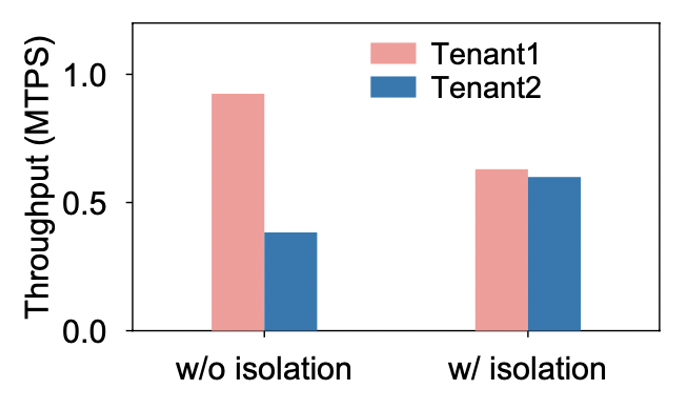 Throughput (MTPS)
1.0
0.5
0.0
Tenant1
Tenant2
w/o isolation
w/ isolation